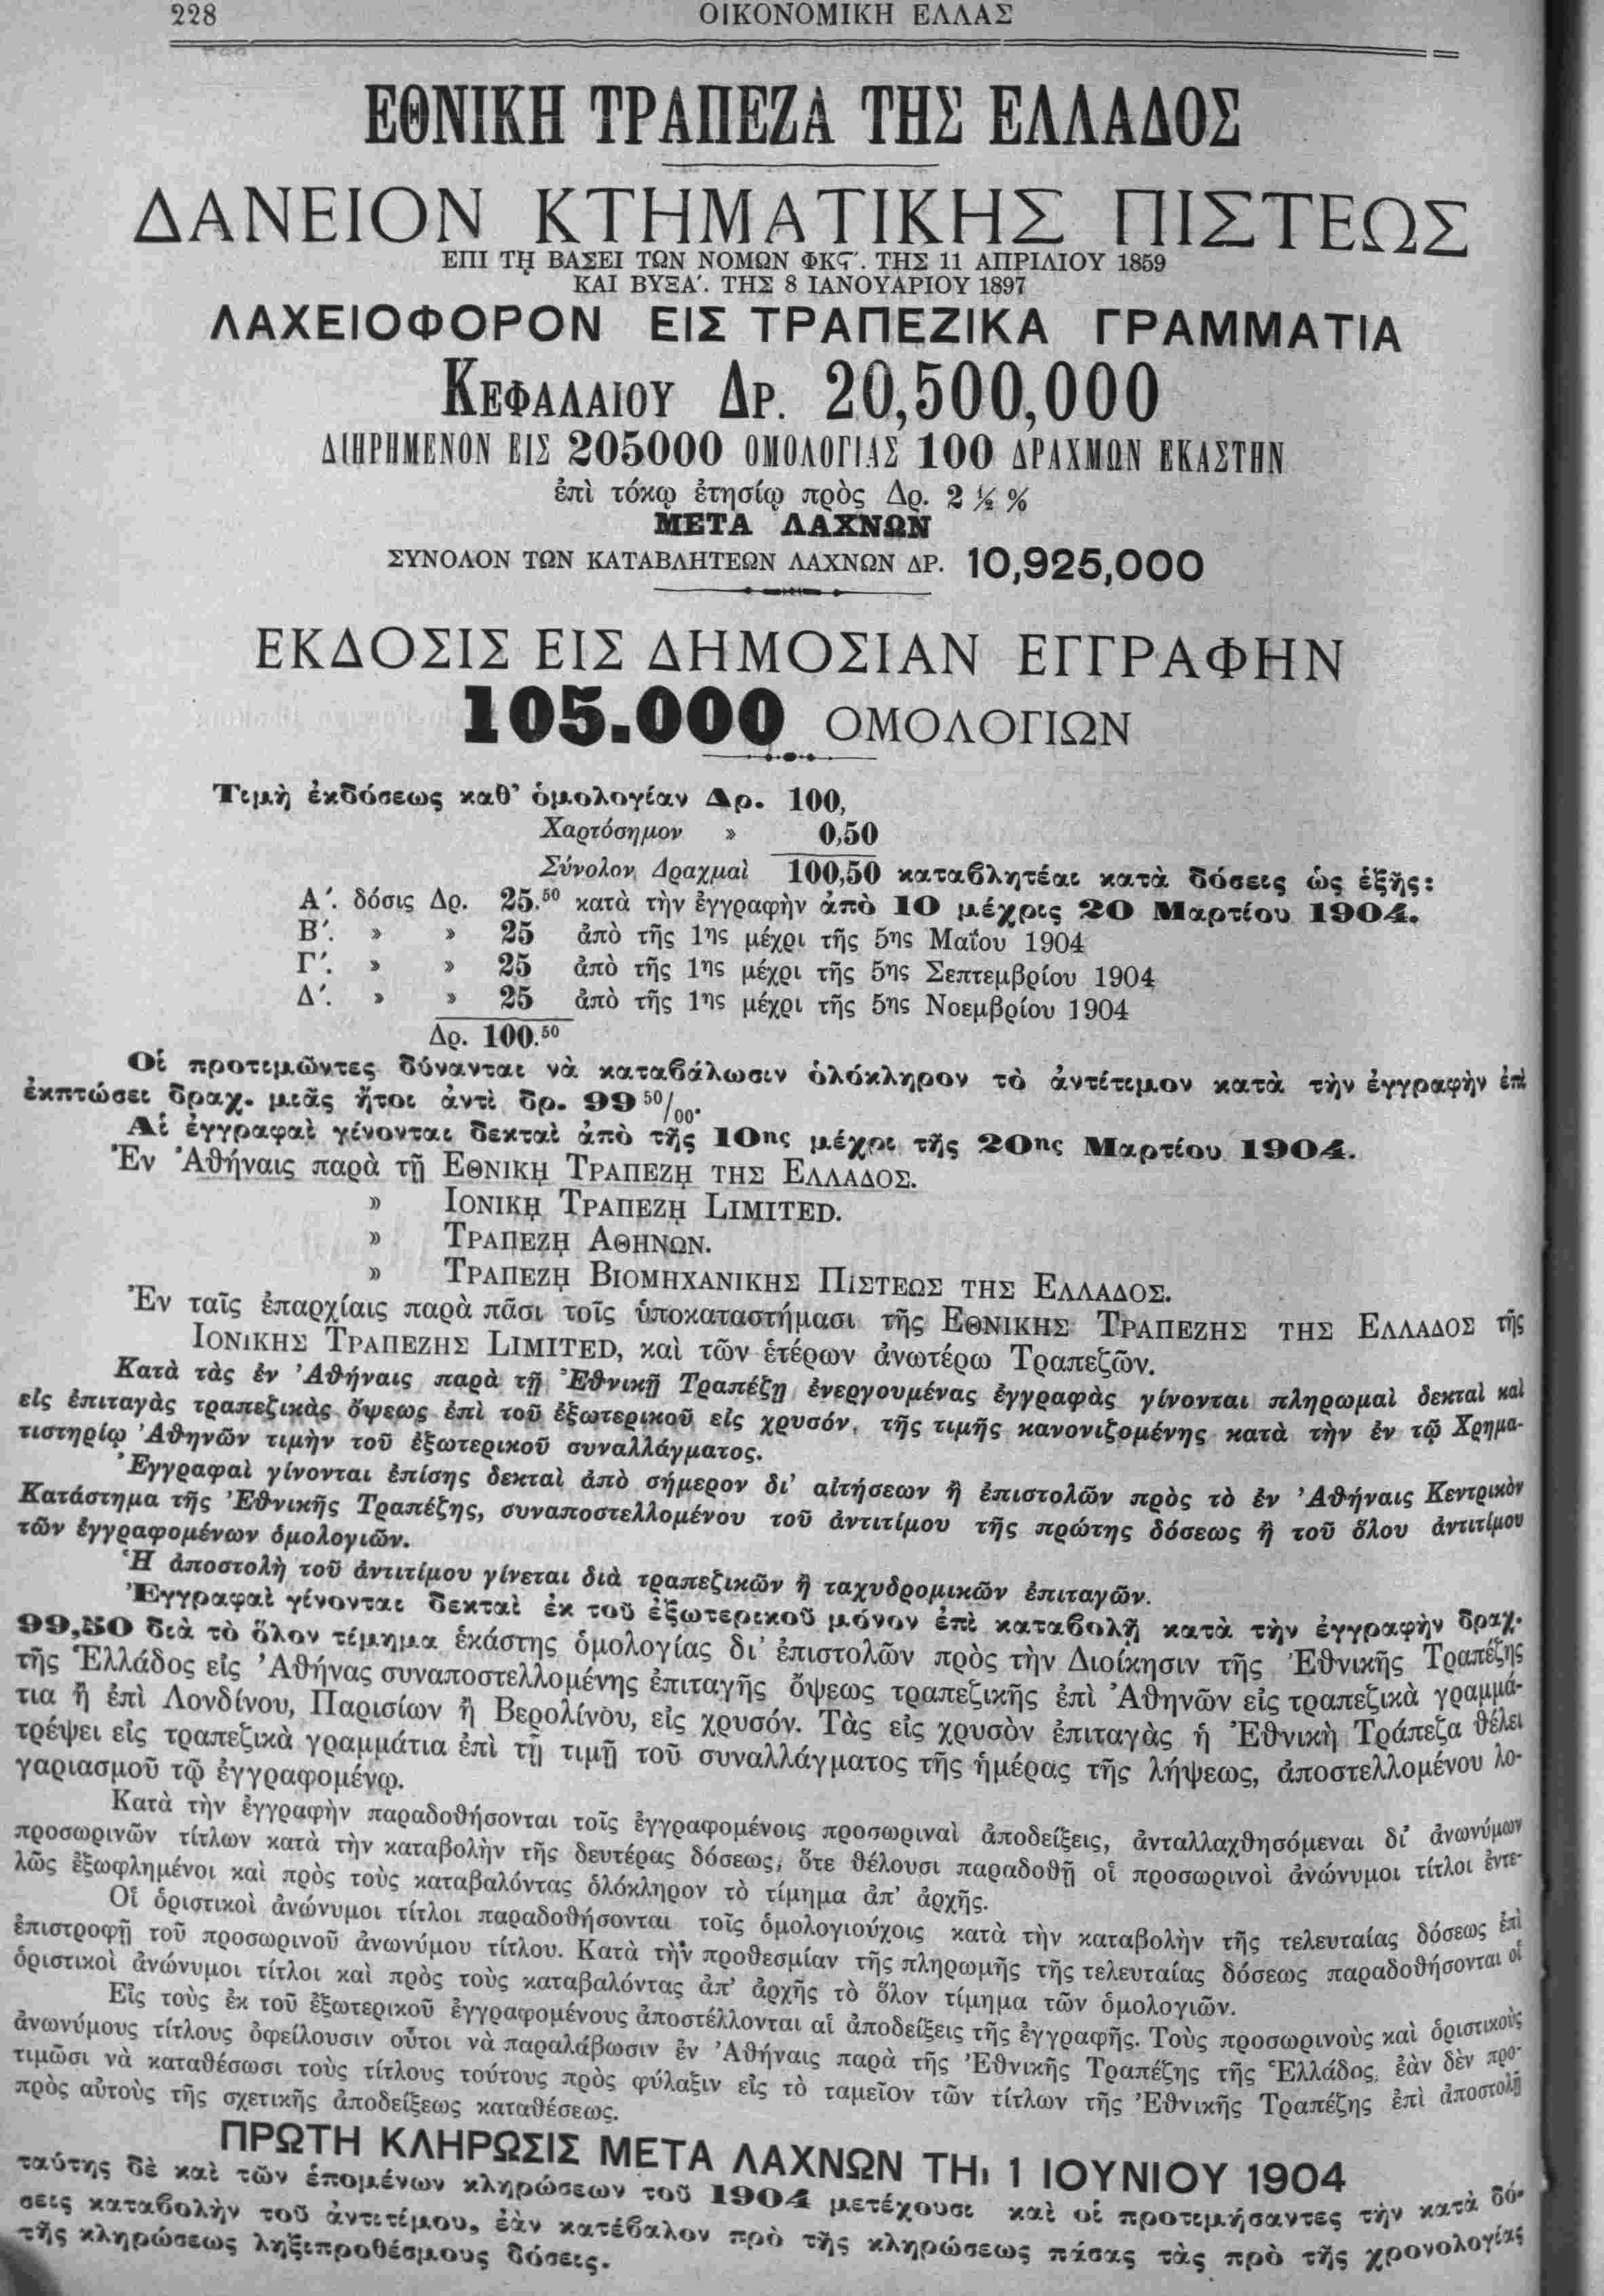 228
ΟΙΚΟΝΟΜΙΚΗ ΕΛΛΑΣ
ΕΘΝΙΚΗ ΤΡΑΠΕΖΑ ΤΗΣ ΕΛΛΑΔΟΣ
ΔΑΝΕΙΟΝ ΚΤΗΜΑΤΙΚΗΣ ΠΙΣΤΕΩΣ
ΕΠΙ ΤΗ ΒΑΣΕΙ ΤΩΝ ΝΟΜΩΝ ΦΚϚʹ. ΤΗΣ 11 ΑΠΡΙΛΙΟΥ 1859
ΚΑΙ ΒΥΞΑʹ. ΤΗΣ 8 ΙΑΝΟΥΑΡΙΟΥ 1897
ΛΑΧΕΙΟΦΟΡΟΝ ΕΙΣ ΤΡΑΠΕΖΙΚΑ ΓΡΑΜΜΑΤΙΑ
ΚΕΦΑΛΑΙΟΥ ΔΡ. 20,500,000
ΔΙΗΡΗΜΕΝΟΝ ΕΙΣ 205000 ΟΜΟΛΟΓΙΑΣ 100 ΔΡΑΧΜΩΝ ΕΚΑΣΤΗΝ
ἐπὶ τόκῳ ἐτησίῳ πρὸς Δρ. 2 ½ %
ΜΕΤΑ ΛΑΧΝΩΝ
ΣΥΝΟΛΟΝ ΤΩΝ ΚΑΤΑΒΛΗΤΕΩΝ ΛΑΧΝΩΝ ΔΡ. 10,925,000
ΕΚΔΟΣΙΣ ΕΙΣ ΔΗΜΟΣΙΑΝ ΕΓΓΡΑΦΗΝ
105.000 ΟΜΟΛΟΓΙΩΝ
Τιμὴ ἐκδόσεως καθ' ὁμολογίαν Δρ. 100,
Χαρτόσημον » 0,50
Σύνολον Δραχμαὶ 100,50 καταβλητέαι κατὰ δόσεις ὡς ἑξῆς:
Α΄. δόσις Δρ. 25.50 κατὰ τὴν ἐγγραφὴν ἀπὸ 10 μέχρις 20 Μαρτίου 1904.
Β΄. » » 25 ἀπὸ τῆς 1ης μέχρι τῆς 5ης Μαΐου 1904
Γ΄. » » 25 ἀπὸ τῆς 1ης μέχρι τῆς 5ης Σεπτεμβρίου 1904
Δ΄. » » 25 ἀπὸ τῆς 1ης μέχρι τῆς 5ης Νοεμβρίου 1904
Δρ. 100.50
Οἱ προτιμῶντες δύνανται νὰ καταβάλωσιν ὁλόκληρον τὸ ἀντίτιμον κατὰ τὴν ἐγγραφὴν ἐπὶ
ἐκπτώσει δραχ. μιᾶς ἤτοι ἀντὶ δρ. 99 50/00.
Αἱ ἐγγραφαὶ γίνονται δεκταὶ ἀπὸ τῆς 10ης μέχρι τῆς 20ης Μαρτίου 1904.
Ἐν Ἀθήναις παρὰ τῇ ΕΘΝΙΚΗ ΤΡΑΠΕΖΗ ΤΗΣ ΕΛΛΑΔΟΣ.
» ΙΟΝΙΚΗ ΤΡΑΠΕΖΗ LIMITED.
» ΤΡΑΠΕΖΗ ΑΘΗΝΩΝ.
» ΤΡΑΠΕΖΗ ΒΙΟΜΗΧΑΝΙΚΗΣ ΠΙΣΤΕΩΣ ΤΗΣ ΕΛΛΑΔΟΣ.
Ἐν ταῖς ἐπαρχίαις παρὰ πᾶσι τοῖς ὑποκαταστήμασι τῆς ΕΘΝΙΚΗΣ ΤΡΑΠΕΖΗΣ ΤΗΣ ΕΛΛΑΔΟΣ τῆς
ΙΟΝΙΚΗΣ ΤΡΑΠΕΖΗΣ LIMITED, καὶ τῶν ἑτέρων ἀνωτέρω Τραπεζῶν.
Κατὰ τὰς ἐν Ἀθήναις παρὰ τῇ Ἐθνικῇ Τραπέζῃ ἐνεργουμένας ἐγγραφὰς γίνονται πληρωμαὶ δεκταὶ καὶ
εἰς ἐπιταγὰς τραπεζικὰς ὄψεως ἐπὶ τοῦ ἐξωτερικοῦ εἰς χρυσόν, τῆς τιμῆς κανονιζομένης κατὰ τὴν ἐν τῷ Χρημα-
τιστηρίῳ Ἀθηνῶν τιμὴν τοῦ ἐξωτερικοῦ συναλλάγματος.
Ἐγγραφαὶ γίνονται ἐπίσης δεκταὶ ἀπὸ σήμερον δι' αἰτήσεων ἢ ἐπιστολῶν πρὸς τὸ ἐν Ἀθήναις Κεντρικὸν
Κατάστημα τῆς Ἐθνικῆς Τραπέζης, συναποστελλομένου τοῦ ἀντιτίμου τῆς πρώτης δόσεως ἢ τοῦ ὅλου ἀντιτίμου
τῶν ἐγγραφομένων ὁμολογιῶν.
Ἡ ἀποστολὴ τοῦ ἀντιτίμου γίνεται διὰ τραπεζικῶν ἢ ταχυδρομικῶν ἐπιταγῶν.
Ἐγγραφαὶ γίνονται δεκταὶ ἐκ τοῦ ἐξωτερικοῦ μόνον ἐπὶ καταβολῇ κατὰ τὴν ἐγγραφὴν δραχ.
99,50 διὰ τὸ ὅλον τίμημα ἑκάστης ὁμολογίας δι' ἐπιστολῶν πρὸς τὴν Διοίκησιν τῆς Ἐθνικῆς Τραπέζης
τῆς Ἑλλάδος εἰς Ἀθήνας συναποστελλομένης ἐπιταγῆς ὄψεως τραπεζικῆς ἐπὶ Ἀθηνῶν εἰς τραπεζικὰ γραμμά-
τια ἢ ἐπὶ Λονδίνου, Παρισίων ἢ Βερολίνου, εἰς χρυσόν. Τὰς εἰς χρυσὸν ἐπιταγὰς ἡ Ἐθνικὴ Τράπεζα θέλει
τρέψει εἰς τραπεζικὰ γραμμάτια ἐπὶ τῇ τιμῇ τοῦ συναλλάγματος τῆς ἡμέρας τῆς λήψεως, ἀποστελλομένου λο-
γαριασμοῦ τῷ ἐγγραφομένῳ.
Κατὰ τὴν ἐγγραφὴν παραδοθήσονται τοῖς ἐγγραφομένοις προσωριναὶ ἀποδείξεις, ἀνταλλαχθησόμεναι δι' ἀνωνύμων
προσωρινῶν τίτλων κατὰ τὴν καταβολὴν τῆς δευτέρας δόσεως, ὅτε θέλουσι παραδοθῇ οἱ προσωρινοὶ ἀνώνυμοι τίτλοι ἐντε-
λῶς ἐξωφλημένοι καὶ πρὸς τοὺς καταβαλόντας ὁλόκληρον τὸ τίμημα ἀπ' ἀρχῆς.
Οἱ ὁριστικοὶ ἀνώνυμοι τίτλοι παραδοθήσονται τοῖς ὁμολογιούχοις κατὰ τὴν καταβολὴν τῆς τελευταίας δόσεως ἐπὶ
ἐπιστροφῇ τοῦ προσωρινοῦ ἀνωνύμου τίτλου. Κατὰ τὴν προθεσμίαν τῆς πληρωμῆς τῆς τελευταίας δόσεως παραδοθήσονται οἱ
ὁριστικοὶ ἀνώνυμοι τίτλοι καὶ πρὸς τοὺς καταβαλόντας ἀπ' ἀρχῆς τὸ ὅλον τίμημα τῶν ὁμολογιῶν.
Εἰς τοὺς ἐκ τοῦ ἐξωτερικοῦ ἐγγραφομένους ἀποστέλλονται αἱ ἀποδείξεις τῆς ἐγγραφῆς. Τοὺς προσωρινοὺς καὶ ὁριστικοὺς
ἀνωνύμους τίτλους ὀφείλουσιν οὗτοι νὰ παραλάβωσιν ἐν Ἀθήναις παρὰ τῆς Ἐθνικῆς Τραπέζης τῆς Ἑλλάδος, ἐὰν δὲν προ-
τιμῶσι νὰ καταθέσωσι τοὺς τίτλους τούτους πρὸς φύλαξιν εἰς τὸ ταμεῖον τῶν τίτλων τῆς Ἐθνικῆς Τραπέζης ἐπὶ ἀποστολῇ
πρὸς αὐτοὺς τῆς σχετικῆς ἀποδείξεως καταθέσεως.
ΠΡΩΤΗ ΚΛΗΡΩΣΙΣ ΜΕΤΑ ΛΑΧΝΩΝ ΤΗι 1 ΙΟΥΝΙΟΥ 1904
ταύτης δὲ καὶ τῶν ἑπομένων κληρώσεων τοῦ 1904 μετέχουσι καὶ οἱ προτιμήσαντες τὴν κατὰ δό-
σεις καταβολὴν τοῦ ἀντιτίμου, ἐὰν κατέβαλον πρὸ τῆς κληρώσεως πάσας τὰς πρὸ τῆς χρονολογίας
τῆς κληρώσεως ληξιπροθέσμους δόσεις.